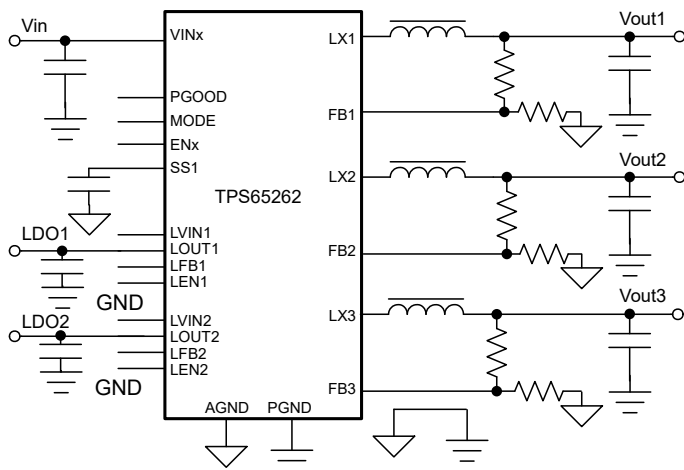 Vin
VINx
LX1
Vout1
PGOOD
MODE
ENx
SS1
FB1
TPS65262
LX2
Vout2
LDO1
LVIN1
LOUT1
LFB1
LEN1
GND
FB2
LDO2
LVIN2
LOUT2
LFB2
LEN2
GND
LX3
Vout3
FB3
AGND PGND